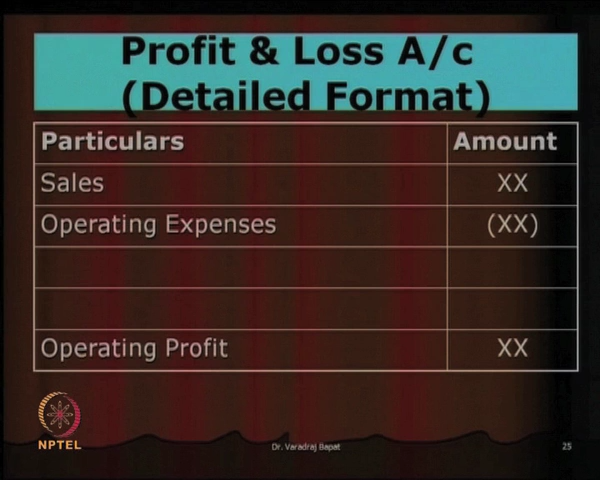 Profit & Loss A/c
(Detailed Format)
Particulars Amount
Sales XX
Operating Expenses (XX)
Operating Profit XX
NPTEL
Dr. Varadraj Bapat
25